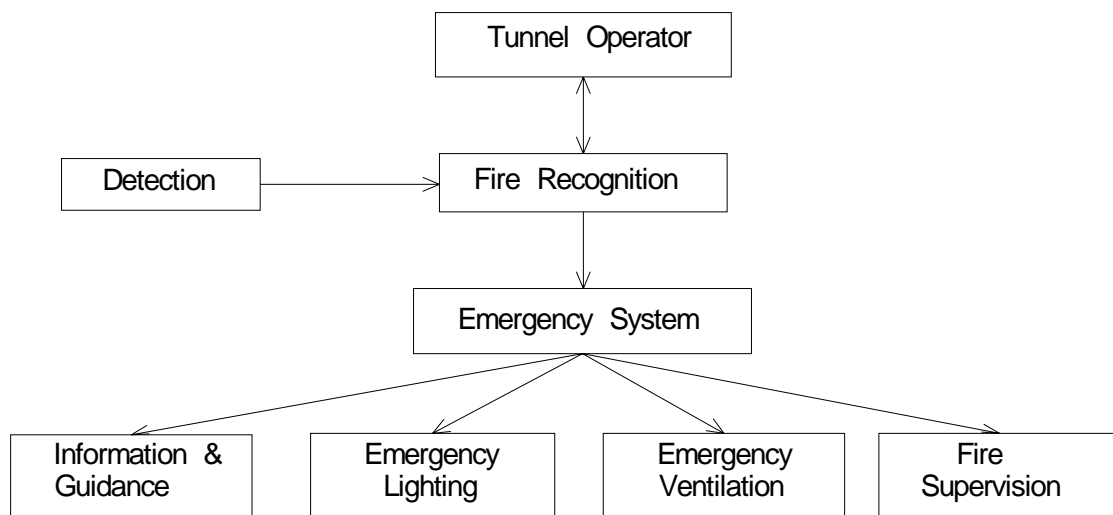 Tunnel Operator
Detection
Fire Recognition
Emergency System
Information &
Guidance
Emergency
Lighting
Emergency
Ventilation
Fire
Supervision